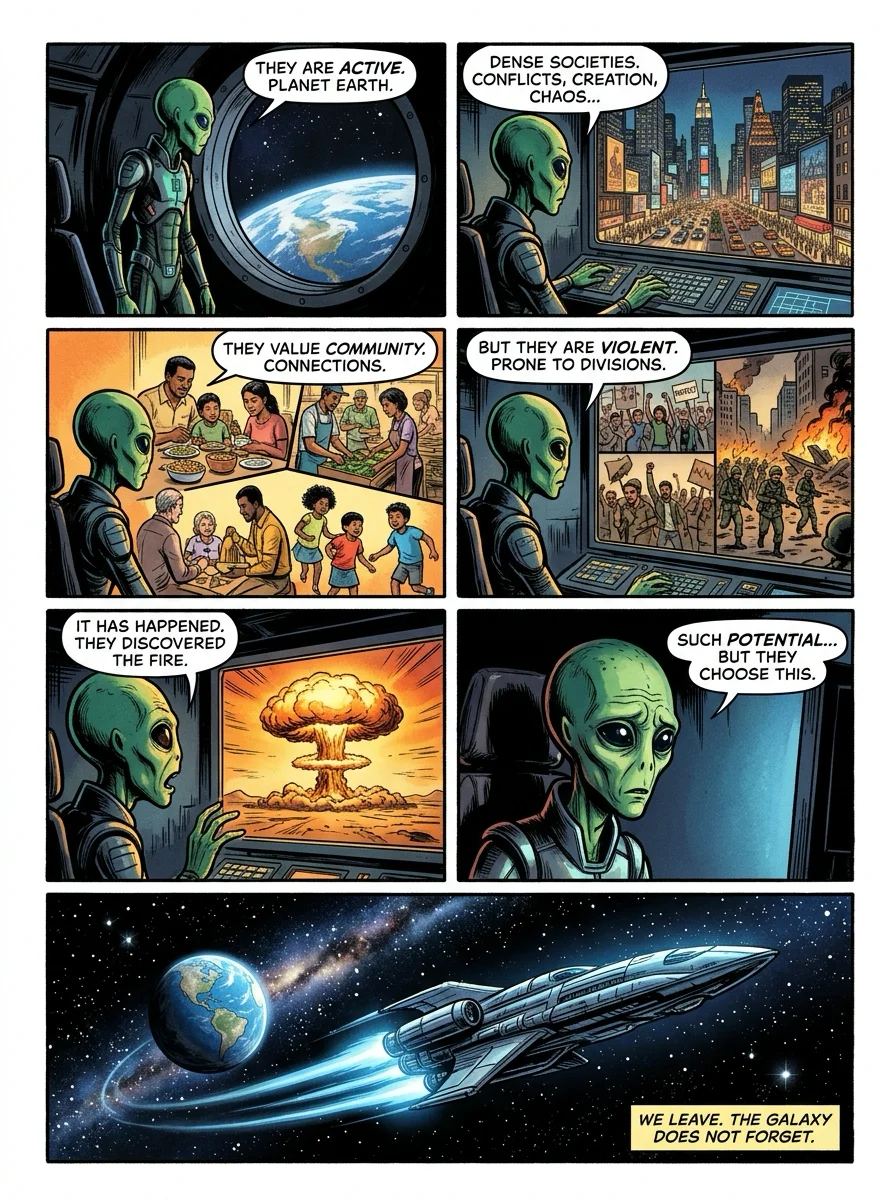 THEY ARE ACTIVE.
PLANET EARTH.
DENSE SOCIETIES.
CONFLICTS, CREATION,
CHAOS...
THEY VALUE COMMUNITY.
CONNECTIONS.
BUT THEY ARE VIOLENT.
PRONE TO DIVISIONS.
IT HAS HAPPENED.
THEY DISCOVERED
THE FIRE.
SUCH POTENTIAL...
BUT THEY
CHOOSE THIS.
WE LEAVE. THE GALAXY
DOES NOT FORGET.